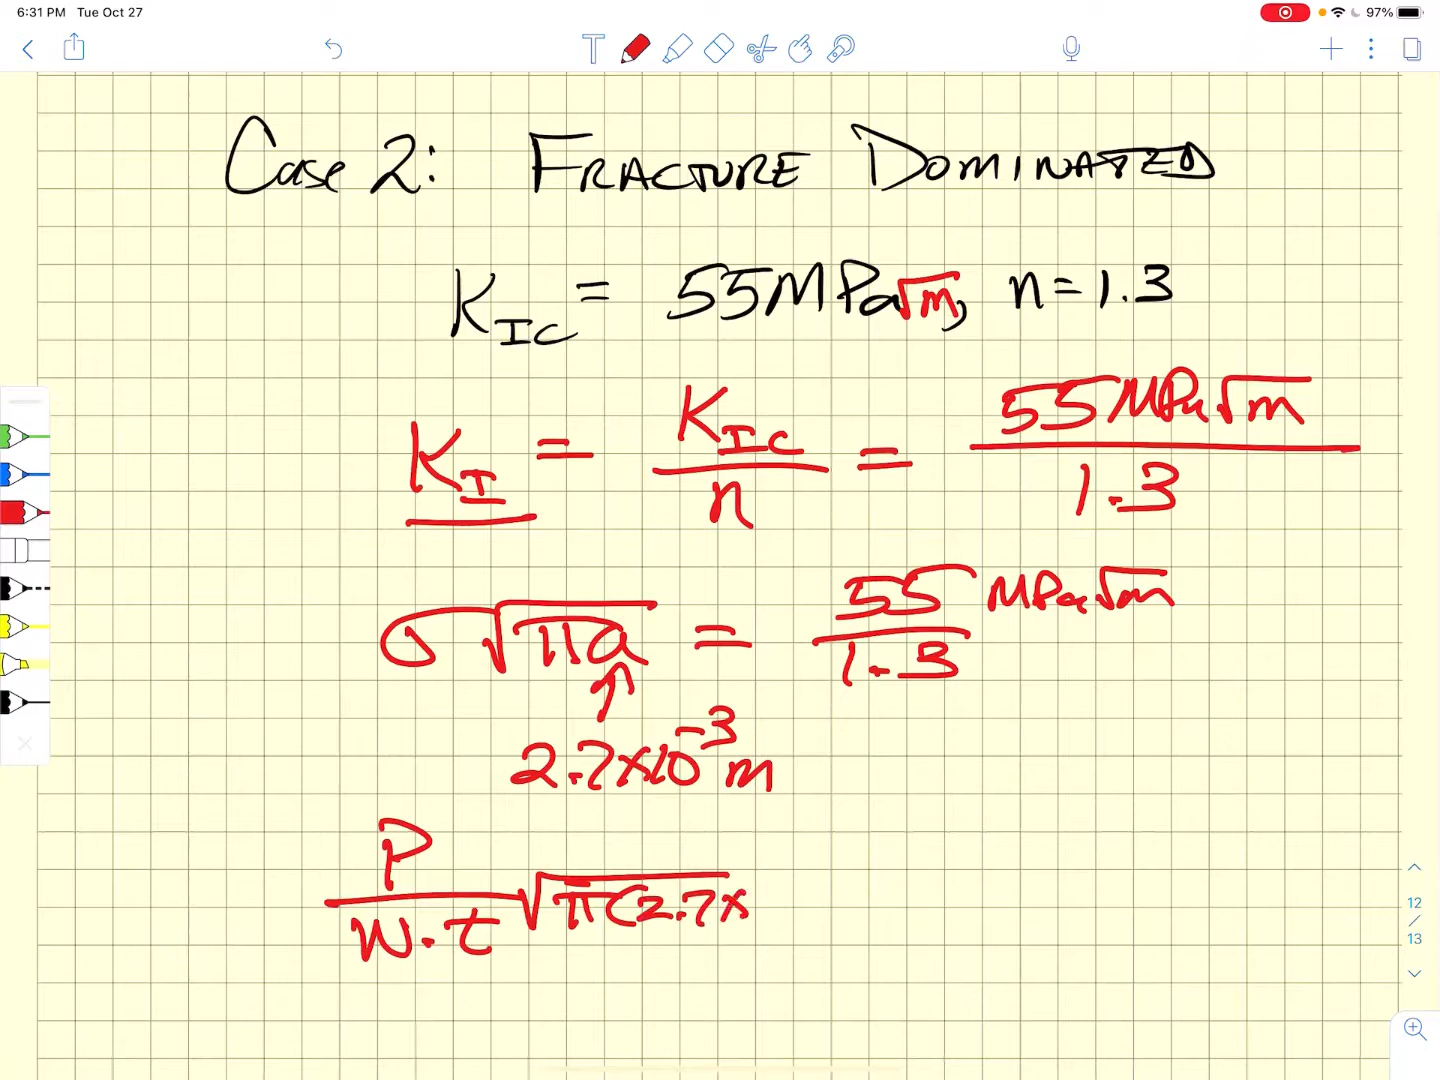 6:31 PM Tue Oct 27
97%
Case 2: FRACTURE DOMINATED
K_IC = 55MPa√m, n=1.3
K_I = K_IC / n = 55MPa√m / 1.3
σ√πa = 55 / 1.3 MPa√m
↑
2.7x10^-3 m
P / W·t √π(2.7x
12
/
13